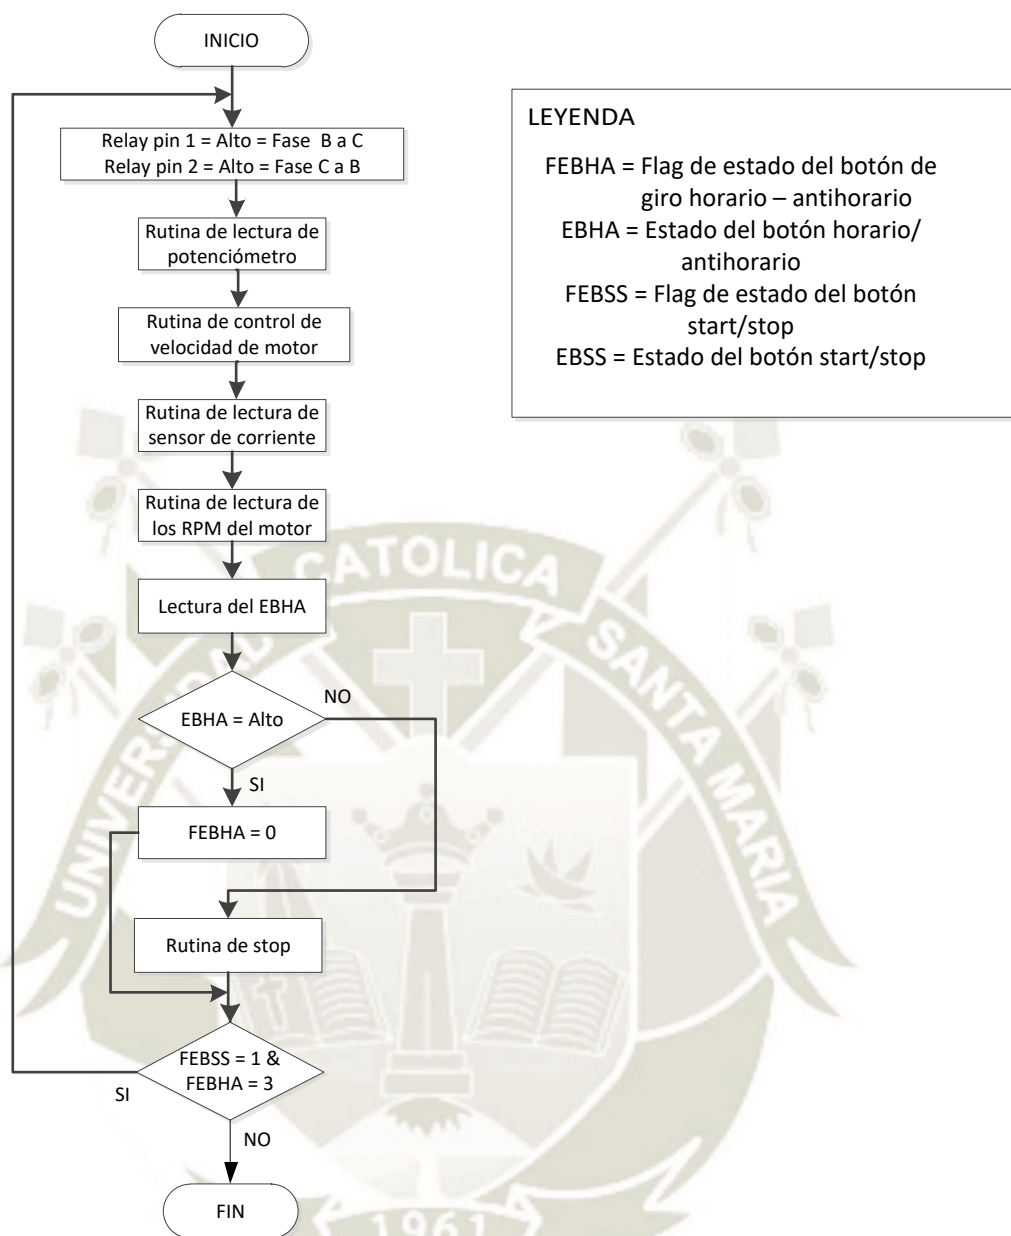 INICIO
Relay pin 1 = Alto = Fase B a C
Relay pin 2 = Alto = Fase C a B
Rutina de lectura de
potenciómetro
Rutina de control de
velocidad de motor
Rutina de lectura de
sensor de corriente
Rutina de lectura de
los RPM del motor
Lectura del EBHA
EBHA = Alto
NO
SI
FEBHA = 0
Rutina de stop
FEBSS = 1 &
FEBHA = 3
SI
NO
FIN
LEYENDA
FEBHA = Flag de estado del botón de
giro horario – antihorario
EBHA = Estado del botón horario/
antihorario
FEBSS = Flag de estado del botón
start/stop
EBSS = Estado del botón start/stop
UNIVERSIDAD CATOLICA SANTA MARIA
1961